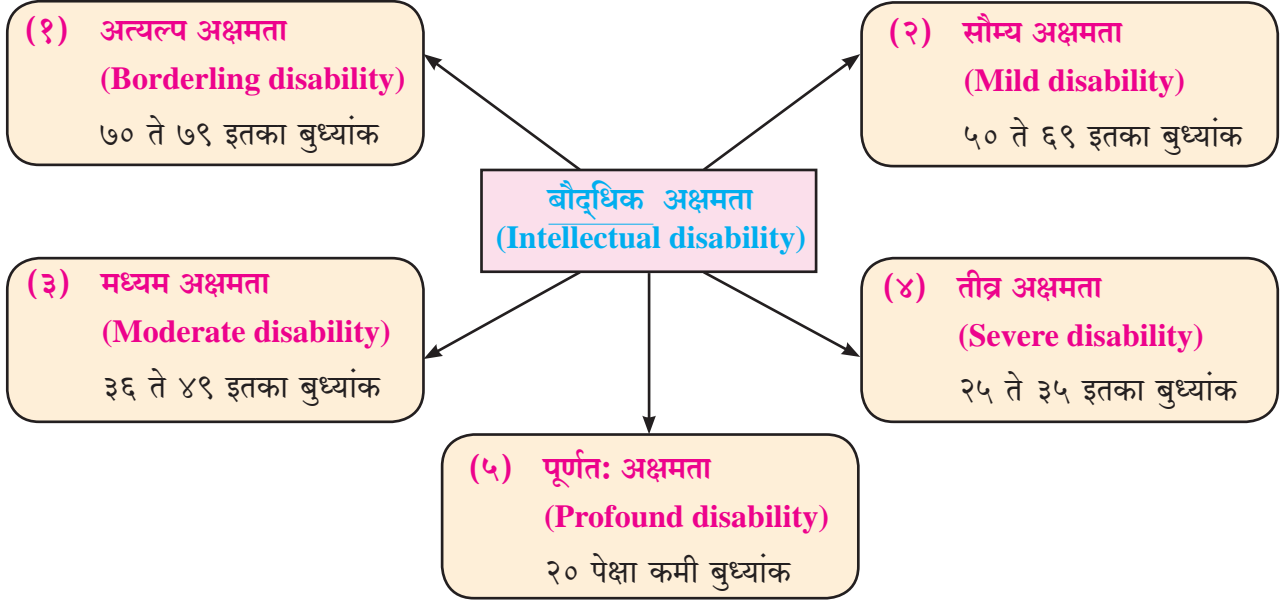 (१) अत्यल्प अक्षमता
(Borderling disability)
७० ते ७९ इतका बुध्यांक
(२) सौम्य अक्षमता
(Mild disability)
५० ते ६९ इतका बुध्यांक
बौद्‌धिक अक्षमता
(Intellectual disability)
(३) मध्यम अक्षमता
(Moderate disability)
३६ ते ४९ इतका बुध्यांक
(४) तीव्र अक्षमता
(Severe disability)
२५ ते ३५ इतका बुध्यांक
(५) पूर्णत: अक्षमता
(Profound disability)
२० पेक्षा कमी बुध्यांक